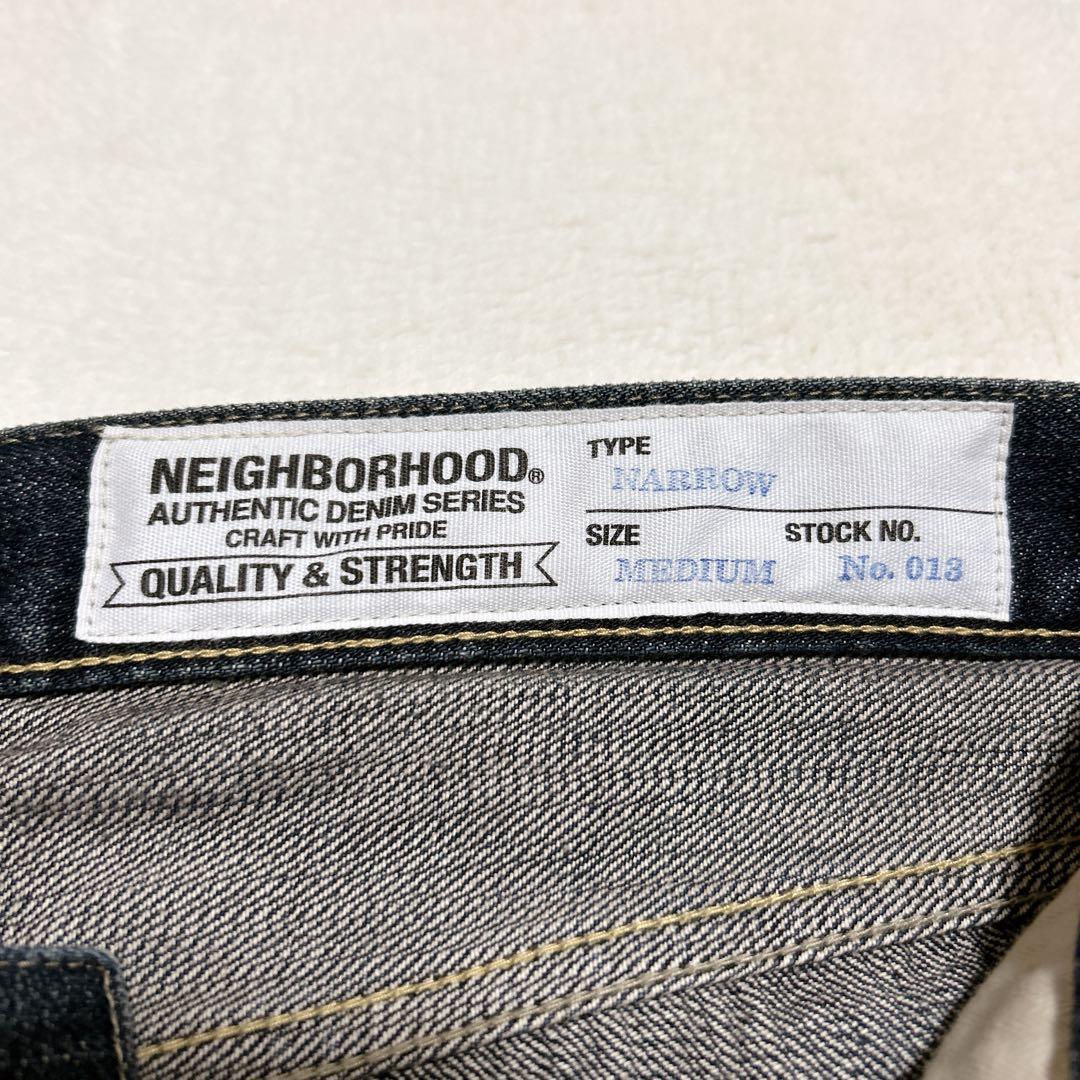 NEIGHBORHOOD®
AUTHENTIC DENIM SERIES
CRAFT WITH PRIDE
QUALITY & STRENGTH
TYPE
NARROW
SIZE
MEDIUM
STOCK NO.
No. 013